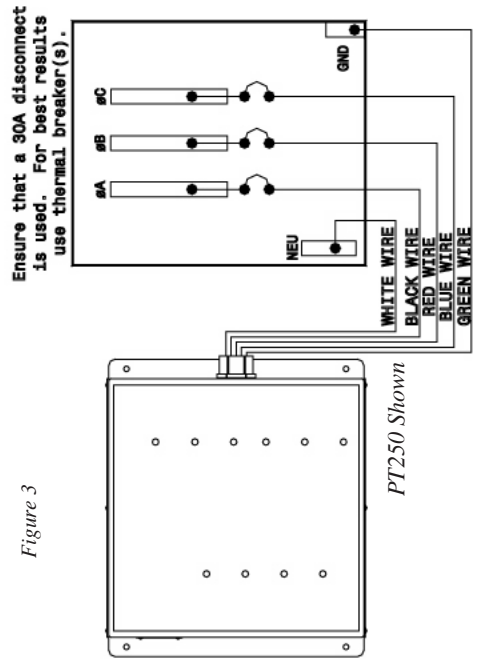 Figure 3
Ensure that a 30A disconnect
is used. For best results
use thermal breaker(s).
GND
øC
øB
øA
NEU
WHITE WIRE
BLACK WIRE
RED WIRE
BLUE WIRE
GREEN WIRE
PT250 Shown